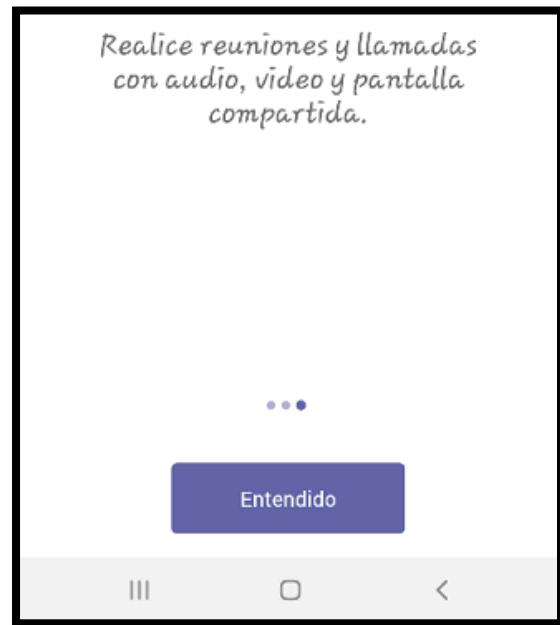 Realice reuniones y llamadas
con audio, video y pantalla
compartida.
Entendido